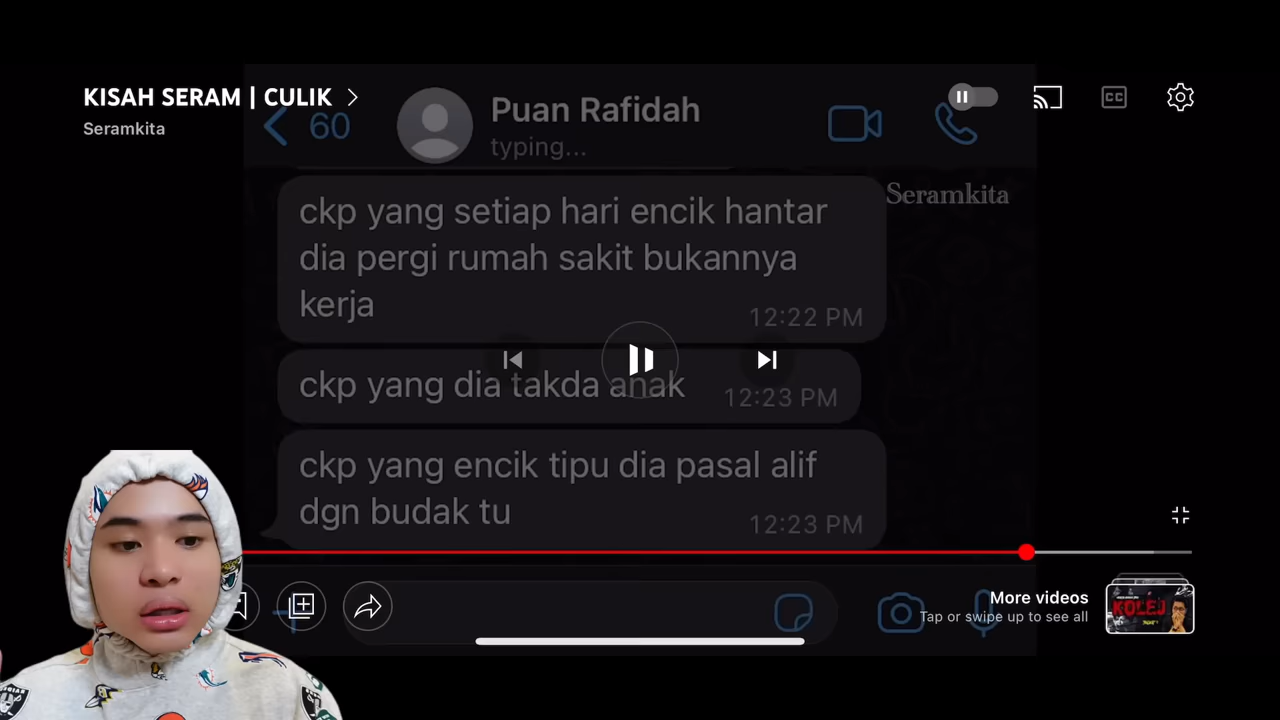 KISAH SERAM | CULIK
Seramkita
60
Puan Rafidah
typing...
CC
Seramkita
ckp yang setiap hari encik hantar
dia pergi rumah sakit bukannya
kerja
12:22 PM
ckp yang dia takda anak
12:23 PM
ckp yang encik tipu dia pasal alif
dgn budak tu
12:23 PM
More videos
Tap or swipe up to see all
KOLEJ